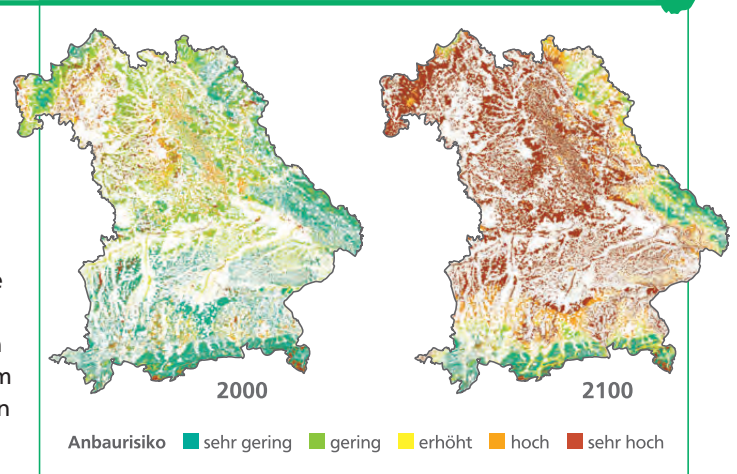 e
n
m
n
2000
2100
Anbaurisiko sehr gering gering erhöht hoch sehr hoch